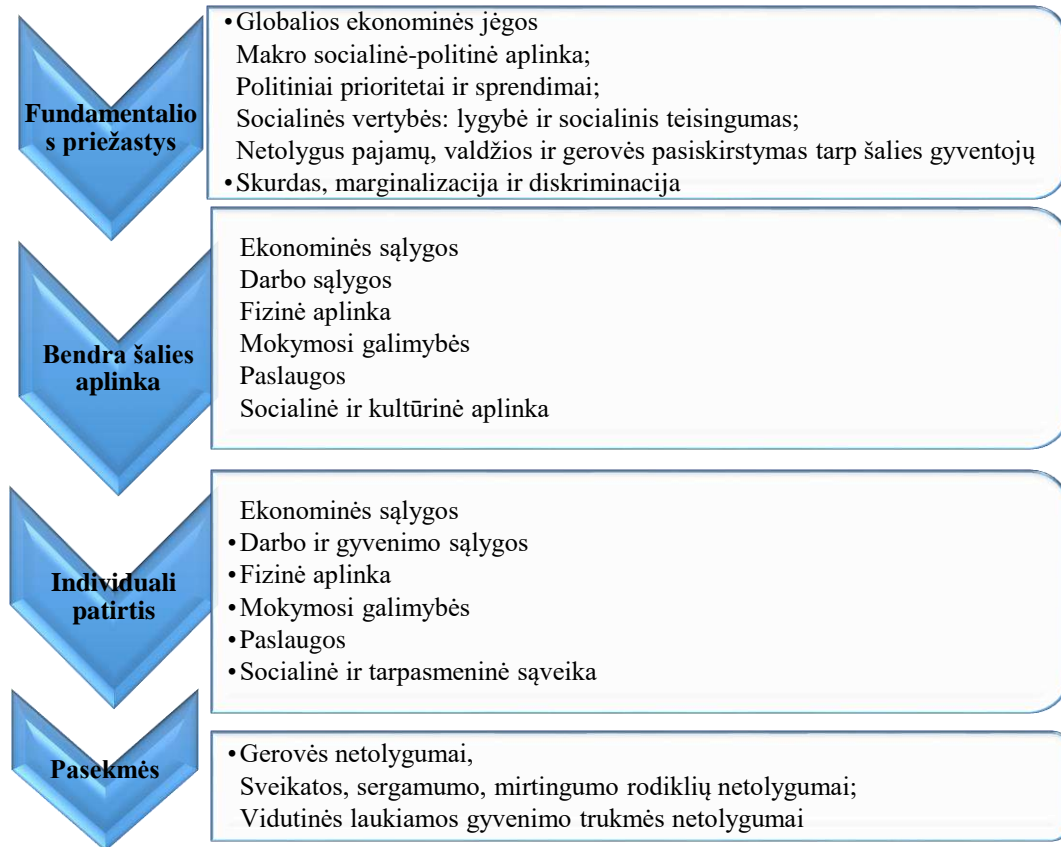 Fundamentalio
s priežastys
•Globalios ekonominės jėgos
Makro socialinė-politinė aplinka;
Politiniai prioritetai ir sprendimai;
Socialinės vertybės: lygybė ir socialinis teisingumas;
Netolygus pajamų, valdžios ir gerovės pasiskirstymas tarp šalies gyventojų
•Skurdas, marginalizacija ir diskriminacija
Bendra šalies
aplinka
Ekonominės sąlygos
Darbo sąlygos
Fizinė aplinka
Mokymosi galimybės
Paslaugos
Socialinė ir kultūrinė aplinka
Individuali
patirtis
Ekonominės sąlygos
•Darbo ir gyvenimo sąlygos
•Fizinė aplinka
•Mokymosi galimybės
•Paslaugos
•Socialinė ir tarpasmeninė sąveika
Pasekmės
•Gerovės netolygumai,
Sveikatos, sergamumo, mirtingumo rodiklių netolygumai;
Vidutinės laukiamos gyvenimo trukmės netolygumai